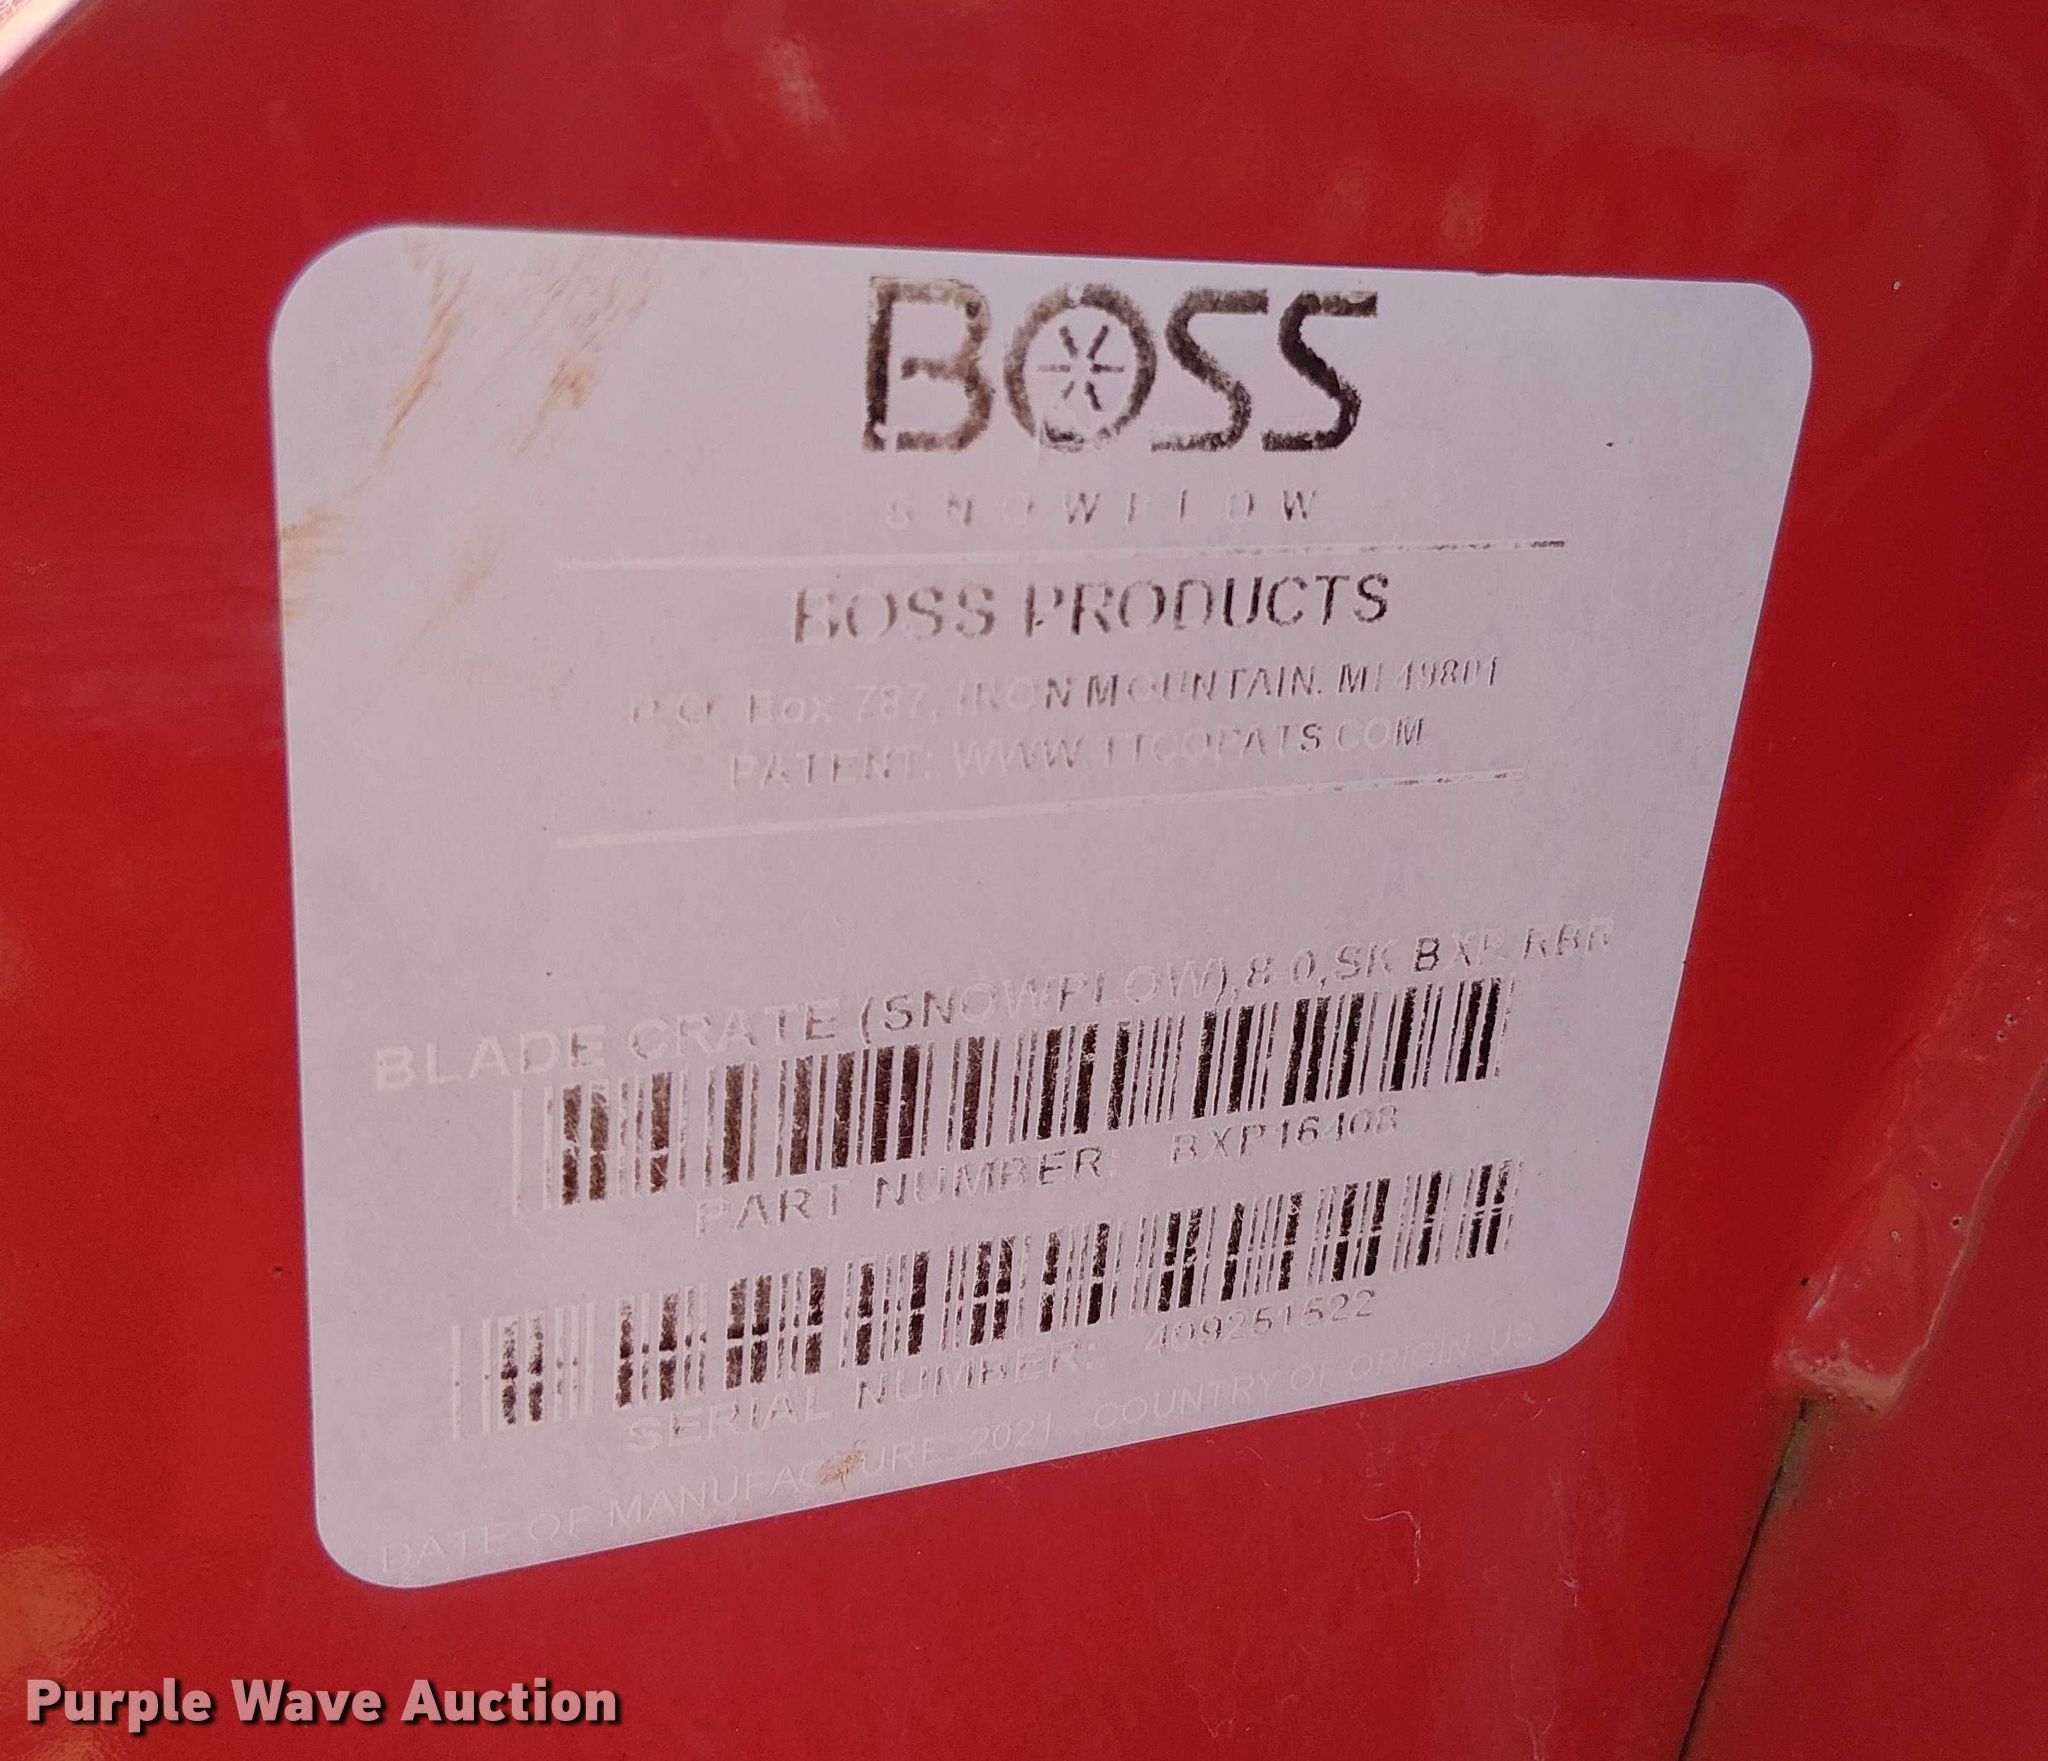 BOSS
SNOWPLOW
BOSS PRODUCTS
P.O. Box 787, IRON MOUNTAIN, MI 49801
PATENT: WWW.TTCOPATS.COM
BLADE CRATE (SNOWPLOW),8-0,SK BXP RBR
PART NUMBER: BXP16408
SERIAL NUMBER: 409251522
DATE OF MANUFACTURE: 2021 COUNTRY OF ORIGIN: US
Purple Wave Auction